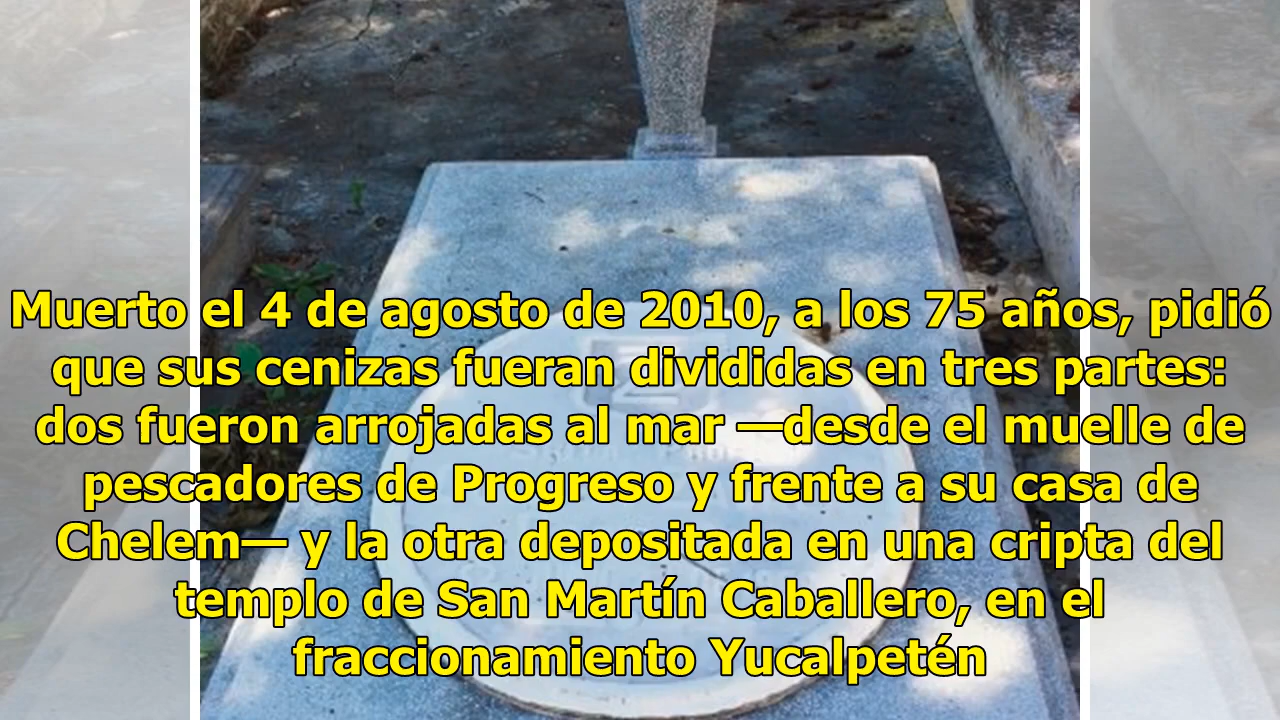 Muerto el 4 de agosto de 2010, a los 75 años, pidió
que sus cenizas fueran divididas en tres partes:
dos fueron arrojadas al mar —desde el muelle de
pescadores de Progreso y frente a su casa de
Chelem— y la otra depositada en una cripta del
templo de San Martín Caballero, en el
fraccionamiento Yucalpetén